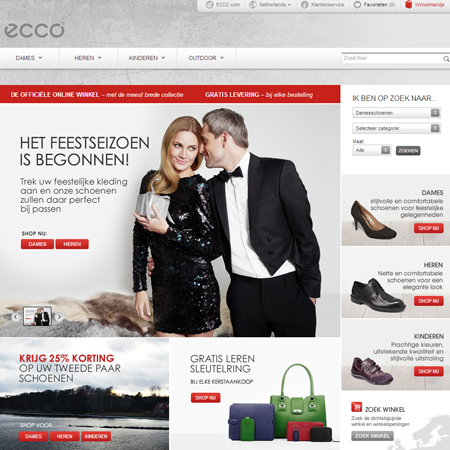 ECCO.com
Netherlands
Klantenservice
Favorieten (0)
Winkelmandje
ecco
DAMES
HEREN
KINDEREN
OUTDOOR
Zoek hier
DE OFFICIËLE ONLINE WINKEL – met de meest brede collectie
GRATIS LEVERING – bij elke bestelling
HET FEESTSEIZOEN
IS BEGONNEN!
Trek uw feestelijke kleding
aan en onze schoenen
zullen daar perfect
bij passen
SHOP NU:
DAMES HEREN
IK BEN OP ZOEK NAAR...
Damesschoenen
Selecteer categorie:
Maat:
Alle
ZOEKEN
DAMES
stijlvolle en comfortabele
schoenen voor feestelijke
gelegenheden
SHOP NU
HEREN
Nette en comfortabele
schoenen voor een
elegante look
SHOP NU
KINDEREN
Prachtige kleuren,
uitstekende kwaliteit en
stijlvolle uitstraling
SHOP NU
KRIJG 25% KORTING
OP UW TWEEDE PAAR
SCHOENEN
SHOP VOOR:
DAMES HEREN KINDEREN
GRATIS LEREN
SLEUTELRING
BIJ ELKE KERSTAANKOOP
SHOP NU
ZOEK WINKEL
Zoek de dichtsbijzijnde
winkel en winkelopeningen
ZOEK WINKEL